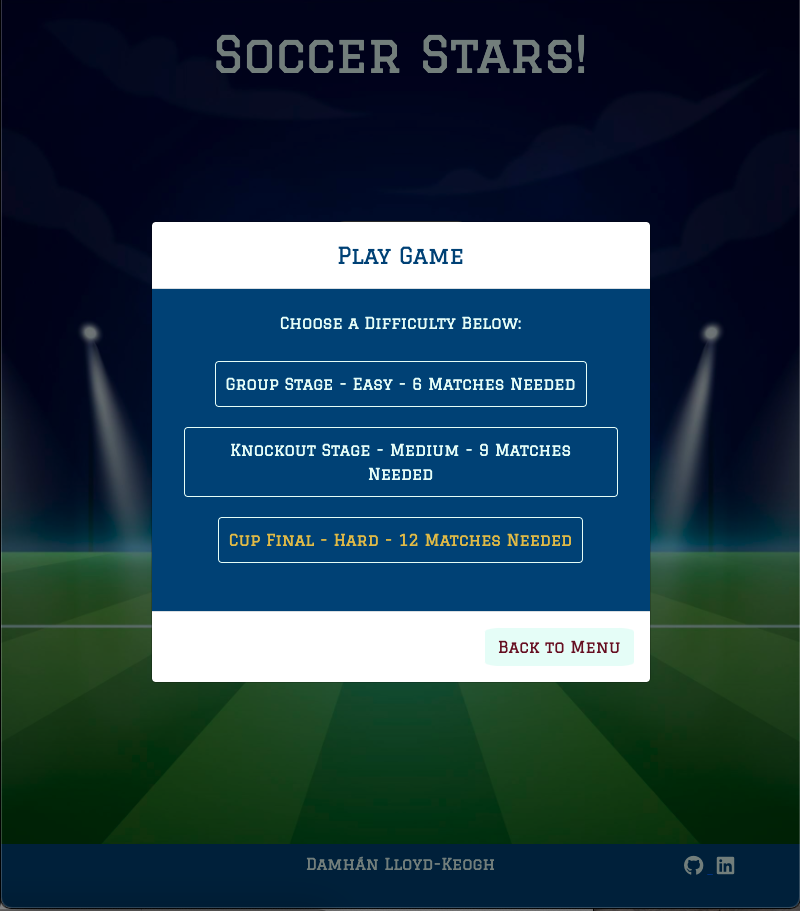 Soccer Stars!
Play Game
Choose a Difficulty Below:
Group Stage - Easy - 6 Matches Needed
Knockout Stage - Medium - 9 Matches
Needed
Cup Final - Hard - 12 Matches Needed
Back to Menu
Damhán Lloyd-Keogh
in